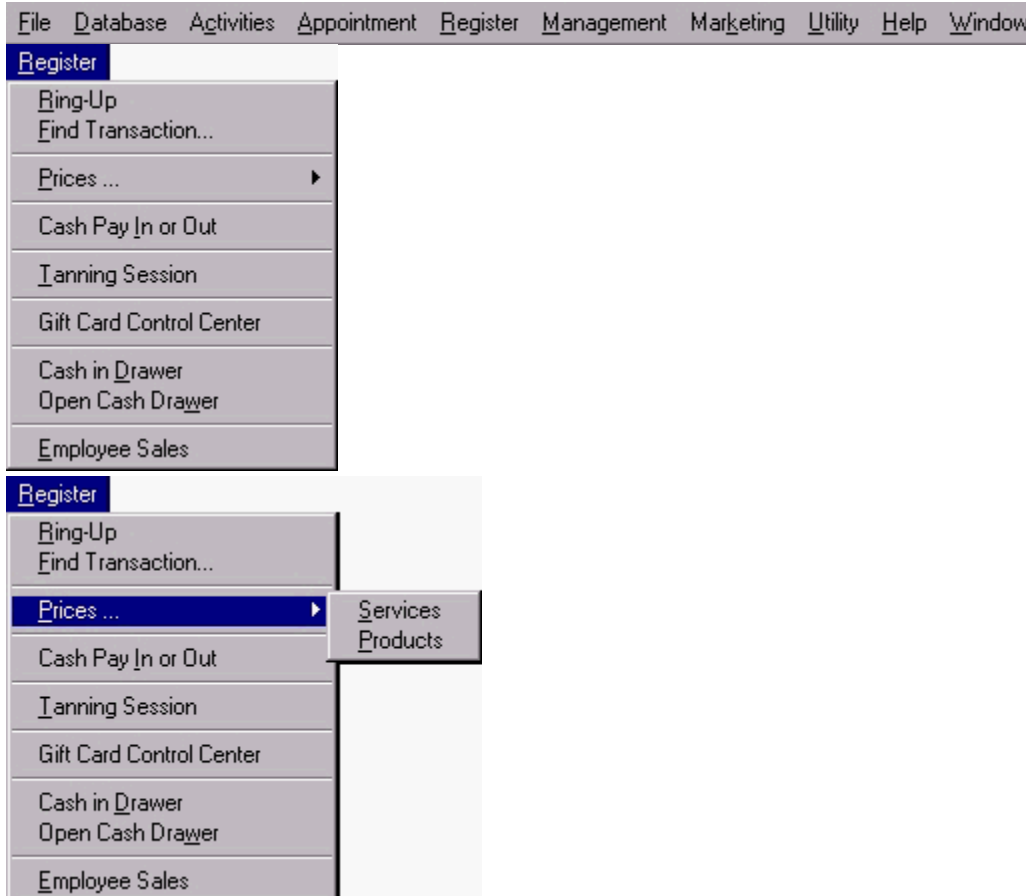 File Database Activities Appointment Register Management Marketing Utility Help Window
Register
Ring-Up
Find Transaction...
Prices ...
Cash Pay In or Out
Tanning Session
Gift Card Control Center
Cash in Drawer
Open Cash Drawer
Employee Sales
Register
Ring-Up
Find Transaction...
Prices ... Services
Products
Cash Pay In or Out
Tanning Session
Gift Card Control Center
Cash in Drawer
Open Cash Drawer
Employee Sales